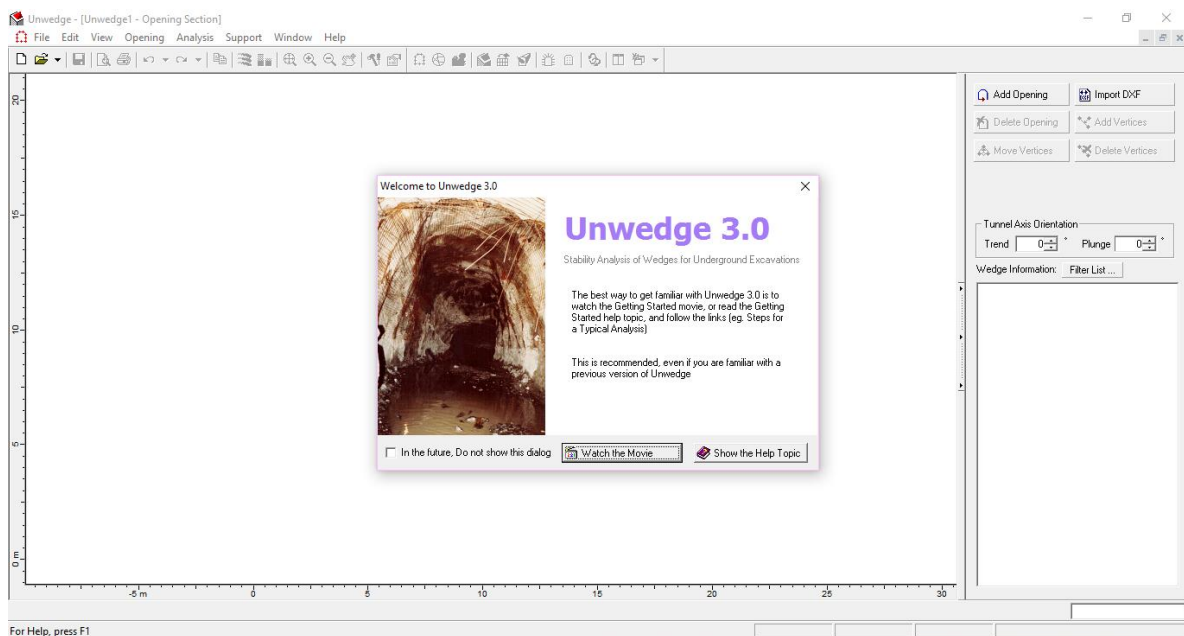 Unwedge - [Unwedge1 - Opening Section]
File Edit View Opening Analysis Support Window Help
Add Opening Import DXF
Delete Opening Add Vertices
Move Vertices Delete Vertices
Tunnel Axis Orientation
Trend 0 ° Plunge 0 °
Wedge Information: Filter List ...
Welcome to Unwedge 3.0
Unwedge 3.0
Stability Analysis of Wedges for Underground Excavations
The best way to get familiar with Unwedge 3.0 is to
watch the Getting Started movie, or read the Getting
Started help topic, and follow the links (eg. Steps for
a Typical Analysis)
This is recommended, even if you are familiar with a
previous version of Unwedge
In the future, Do not show this dialog Watch the Movie Show the Help Topic
20
15
10
5
0 m
-5 m 0 5 10 15 20 25 30
For Help, press F1